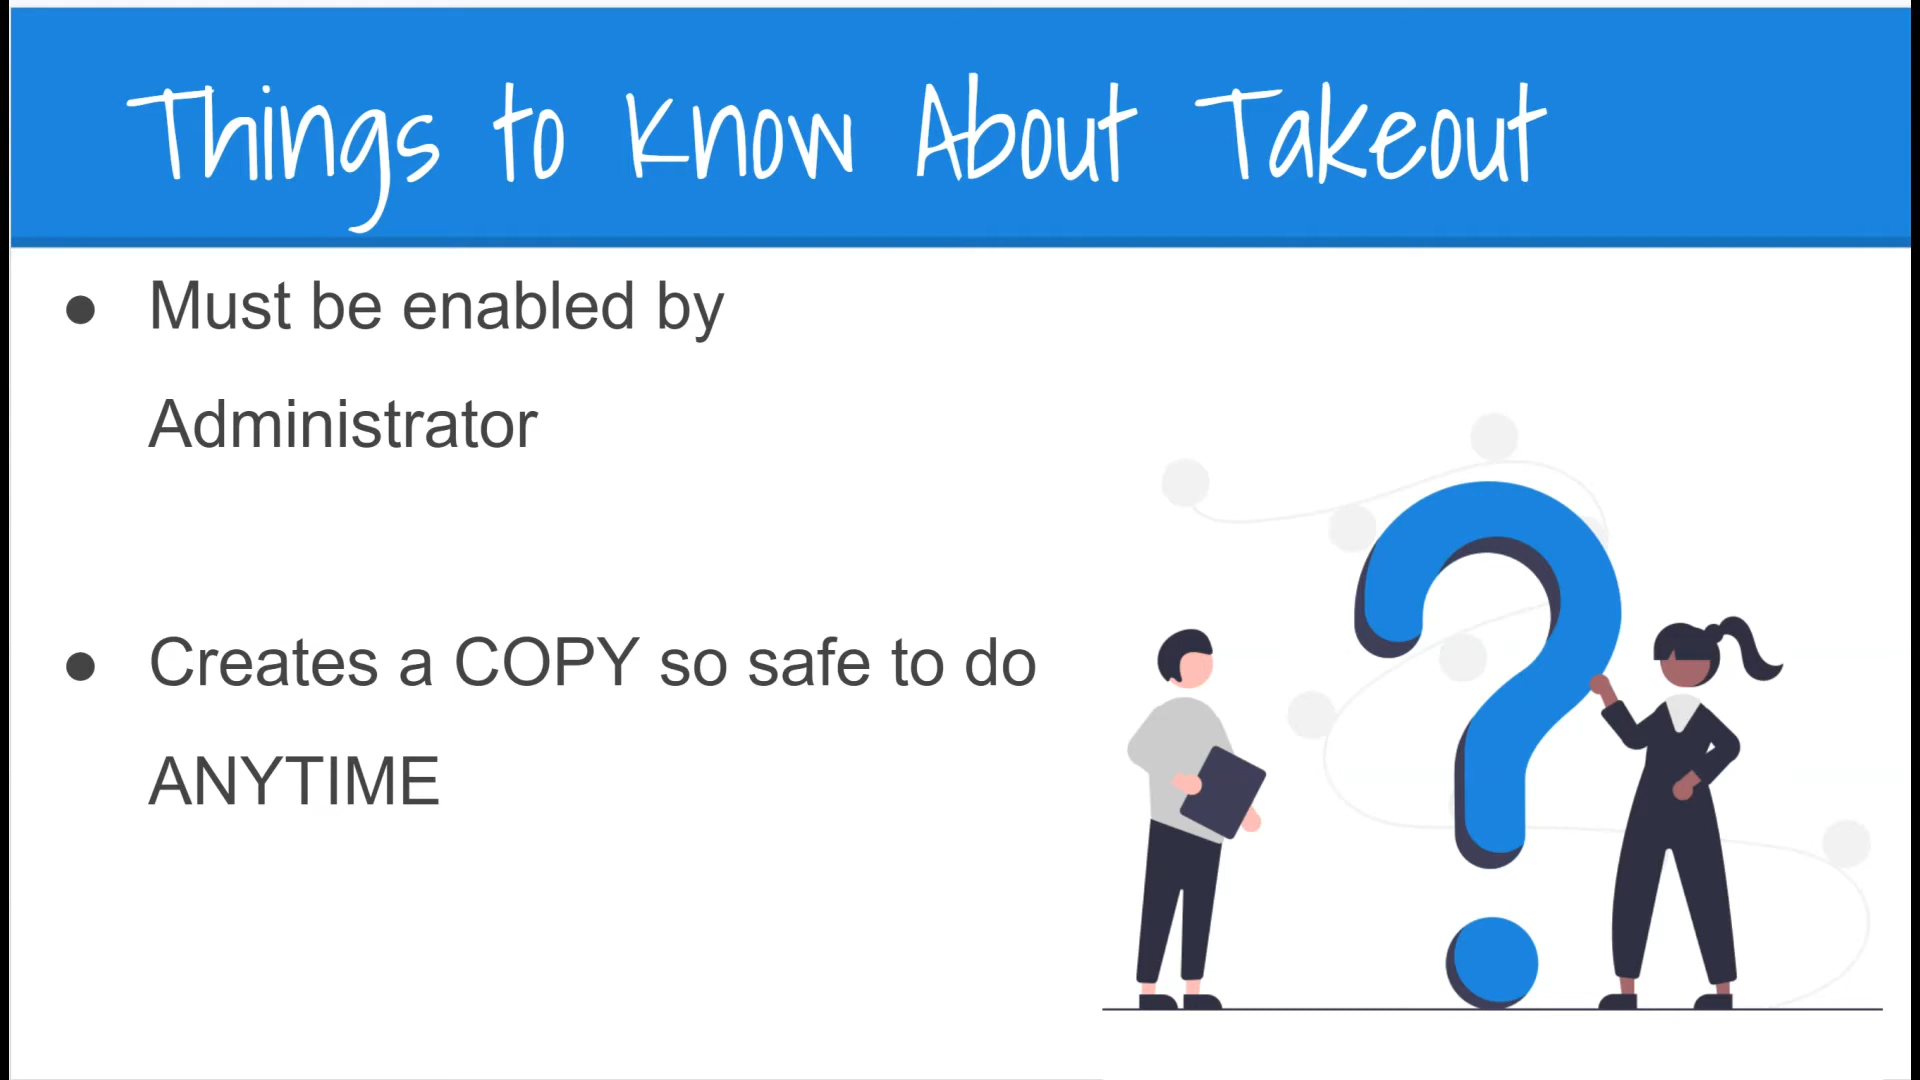 Things to Know About Takeout
● Must be enabled by
Administrator
● Creates a COPY so safe to do
ANYTIME